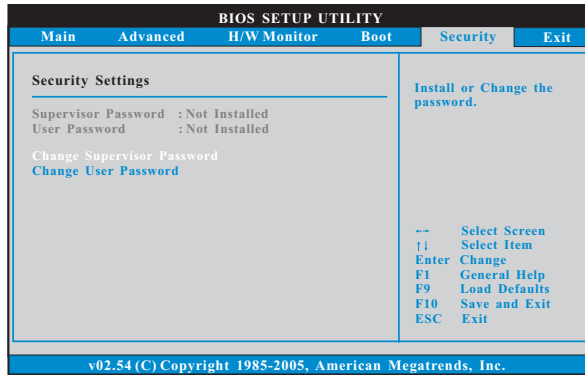 BIOS SETUP UTILITY
Main Advanced H/W Monitor Boot Security Exit
Security Settings
Supervisor Password : Not Installed
User Password : Not Installed
Change Supervisor Password
Change User Password
Install or Change the
password.
←→ Select Screen
↑↓ Select Item
Enter Change
F1 General Help
F9 Load Defaults
F10 Save and Exit
ESC Exit
v02.54 (C) Copyright 1985-2005, American Megatrends, Inc.